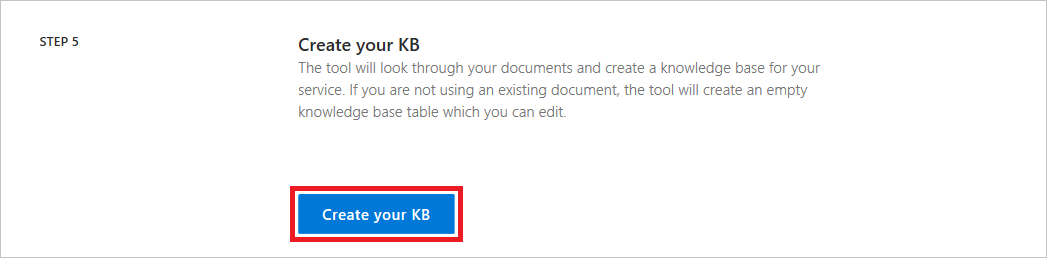 STEP 5
Create your KB
The tool will look through your documents and create a knowledge base for your
service. If you are not using an existing document, the tool will create an empty
knowledge base table which you can edit.
Create your KB